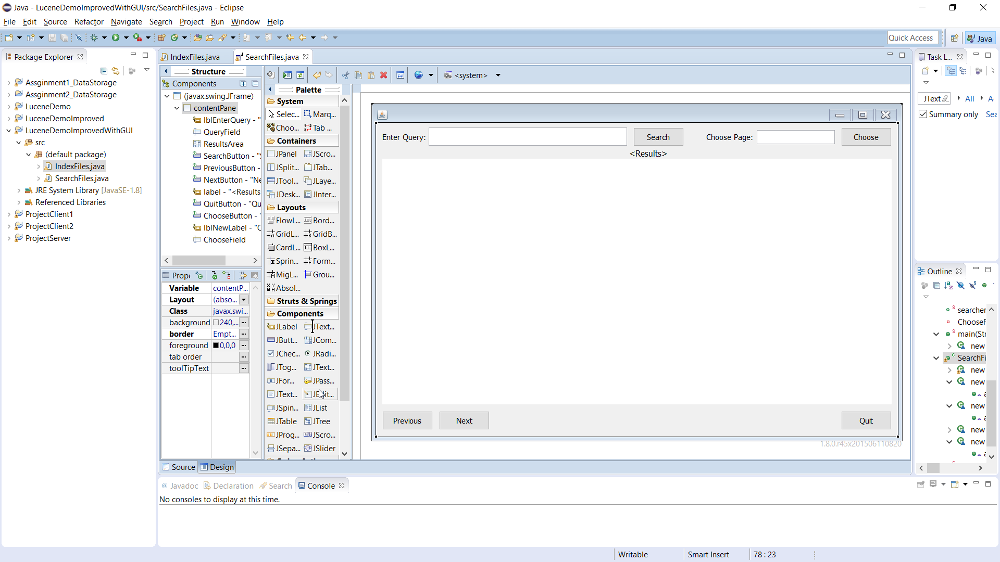 Java - LuceneDemoImprovedWithGUI/src/SearchFiles.java - Eclipse
File Edit Source Refactor Navigate Search Project Run Window Help
Quick Access
Java
Package Explorer
Assginment1_DataStorage
Assginment2_DataStorage
LuceneDemo
LuceneDemoImproved
LuceneDemoImprovedWithGUI
src
(default package)
IndexFiles.java
SearchFiles.java
JRE System Library [JavaSE-1.8]
Referenced Libraries
ProjectClient1
ProjectClient2
ProjectServer
IndexFiles.java
SearchFiles.java
Structure
Components
(javax.swing.JFrame)
contentPane
lblEnterQuery - "
QueryField
ResultsArea
SearchButton - "S
PreviousButton -
NextButton - "Ne
label - "<Results
QuitButton - "Qu
ChooseButton - "
lblNewLabel - "C
ChooseField
Prope
Variable contentP...
Layout (abso...
Class javax.swi...
background 240,...
border Empt...
foreground 0,0,0
tab order
toolTipText
<system>
Palette
System
Selec... Marq...
Choo... Tab ...
Containers
JPanel JScro...
JSplit... JTab...
JTool... JLaye...
JDesk... JInter...
Layouts
FlowL... Bord...
GridL... GridB...
CardL... BoxL...
Sprin... Form...
MigL... Grou...
Absol...
Struts & Springs
Components
JLabel JText...
JButt... JCom...
JChec... JRadi...
JTog... JText...
JFor... JPass...
JText... JEdit...
JSpin... JList
JTable JTree
JProg... JScro...
JSepa... JSlider
Enter Query:
Search
Choose Page:
Choose
<Results>
Previous
Next
Quit
1.8.0.r45x201506110820
Source Design
Javadoc Declaration Search Console
No consoles to display at this time.
Task L...
JText
All
A
Summary only
Sea
Outline
searcher
ChooseF
main(Str
new
SearchFi
new
new
new
new
new
Writable
Smart Insert
78 : 23